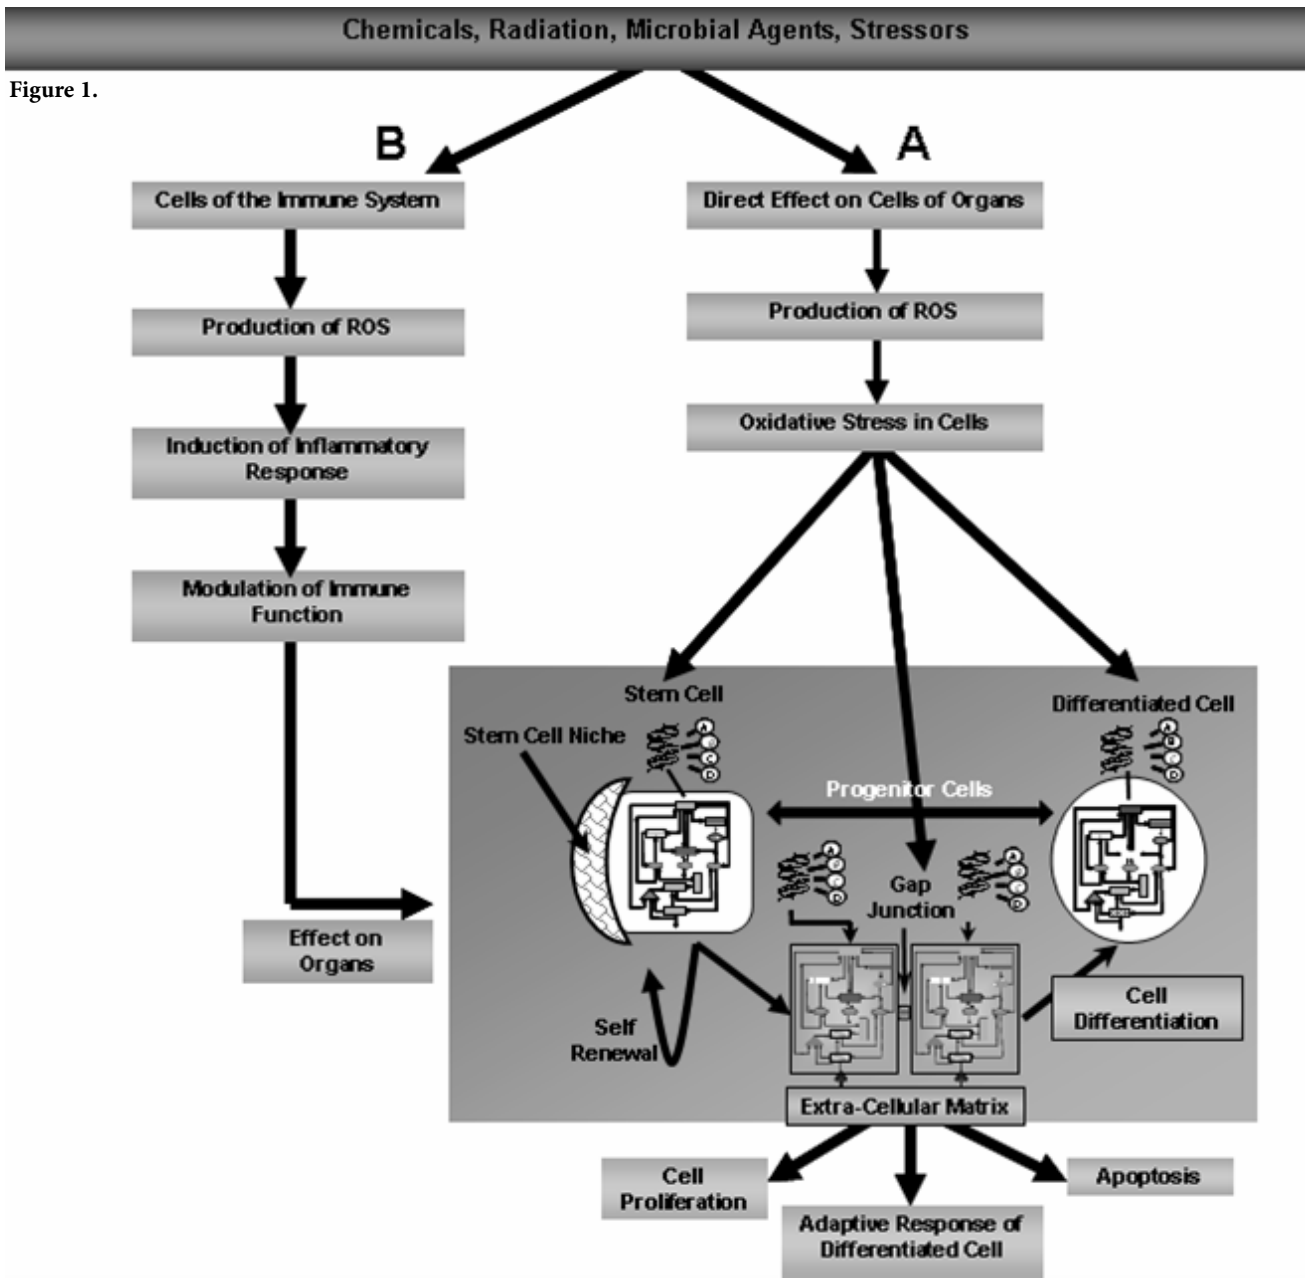 Chemicals, Radiation, Microbial Agents, Stressors
Figure 1.
B
A
Cells of the Immune System
Direct Effect on Cells of Organs
Production of ROS
Production of ROS
Oxidative Stress in Cells
Induction of Inflammatory
Response
Modulation of Immune
Function
Stem Cell
Differentiated Cell
Stem Cell Niche
A
C
D
A
B
C
D
Progenitor Cells
A
C
D
A
C
D
Gap
Junction
Effect on
Organs
Self
Renewal
Cell
Differentiation
Extra-Cellular Matrix
Cell
Proliferation
Apoptosis
Adaptive Response of
Differentiated Cell